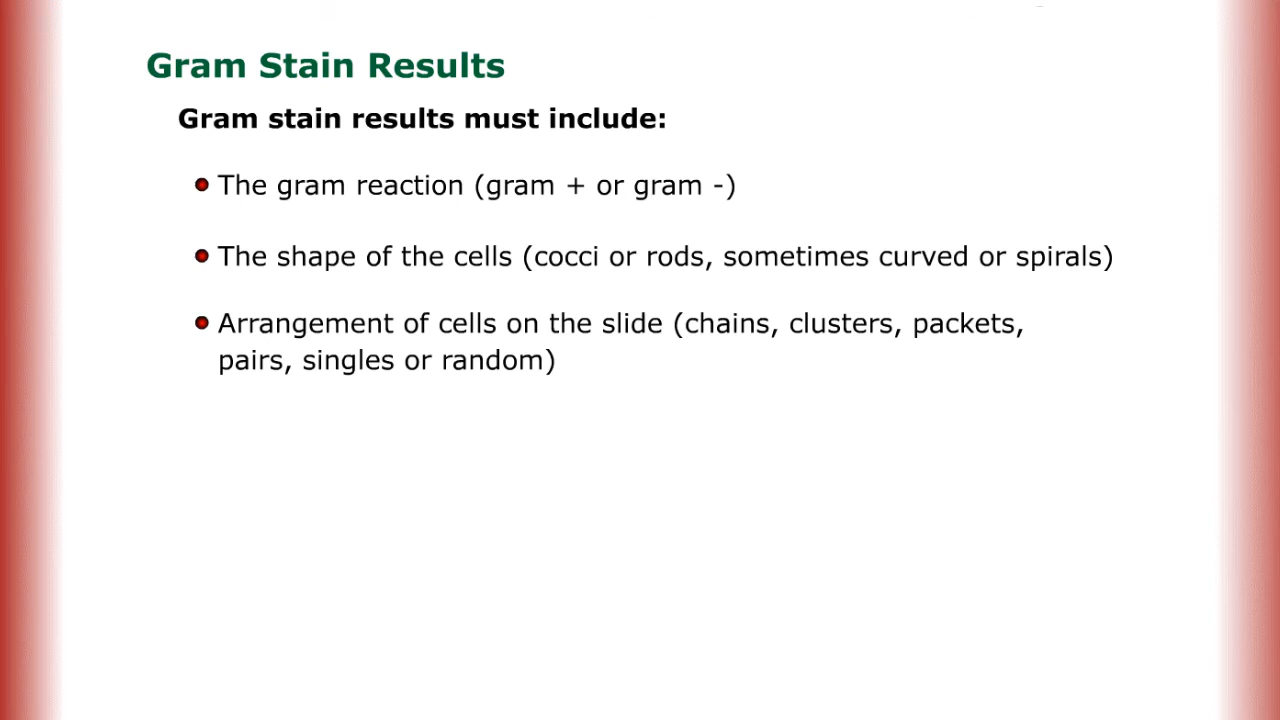 Gram Stain Results
Gram stain results must include:
The gram reaction (gram + or gram -)
The shape of the cells (cocci or rods, sometimes curved or spirals)
Arrangement of cells on the slide (chains, clusters, packets,
pairs, singles or random)